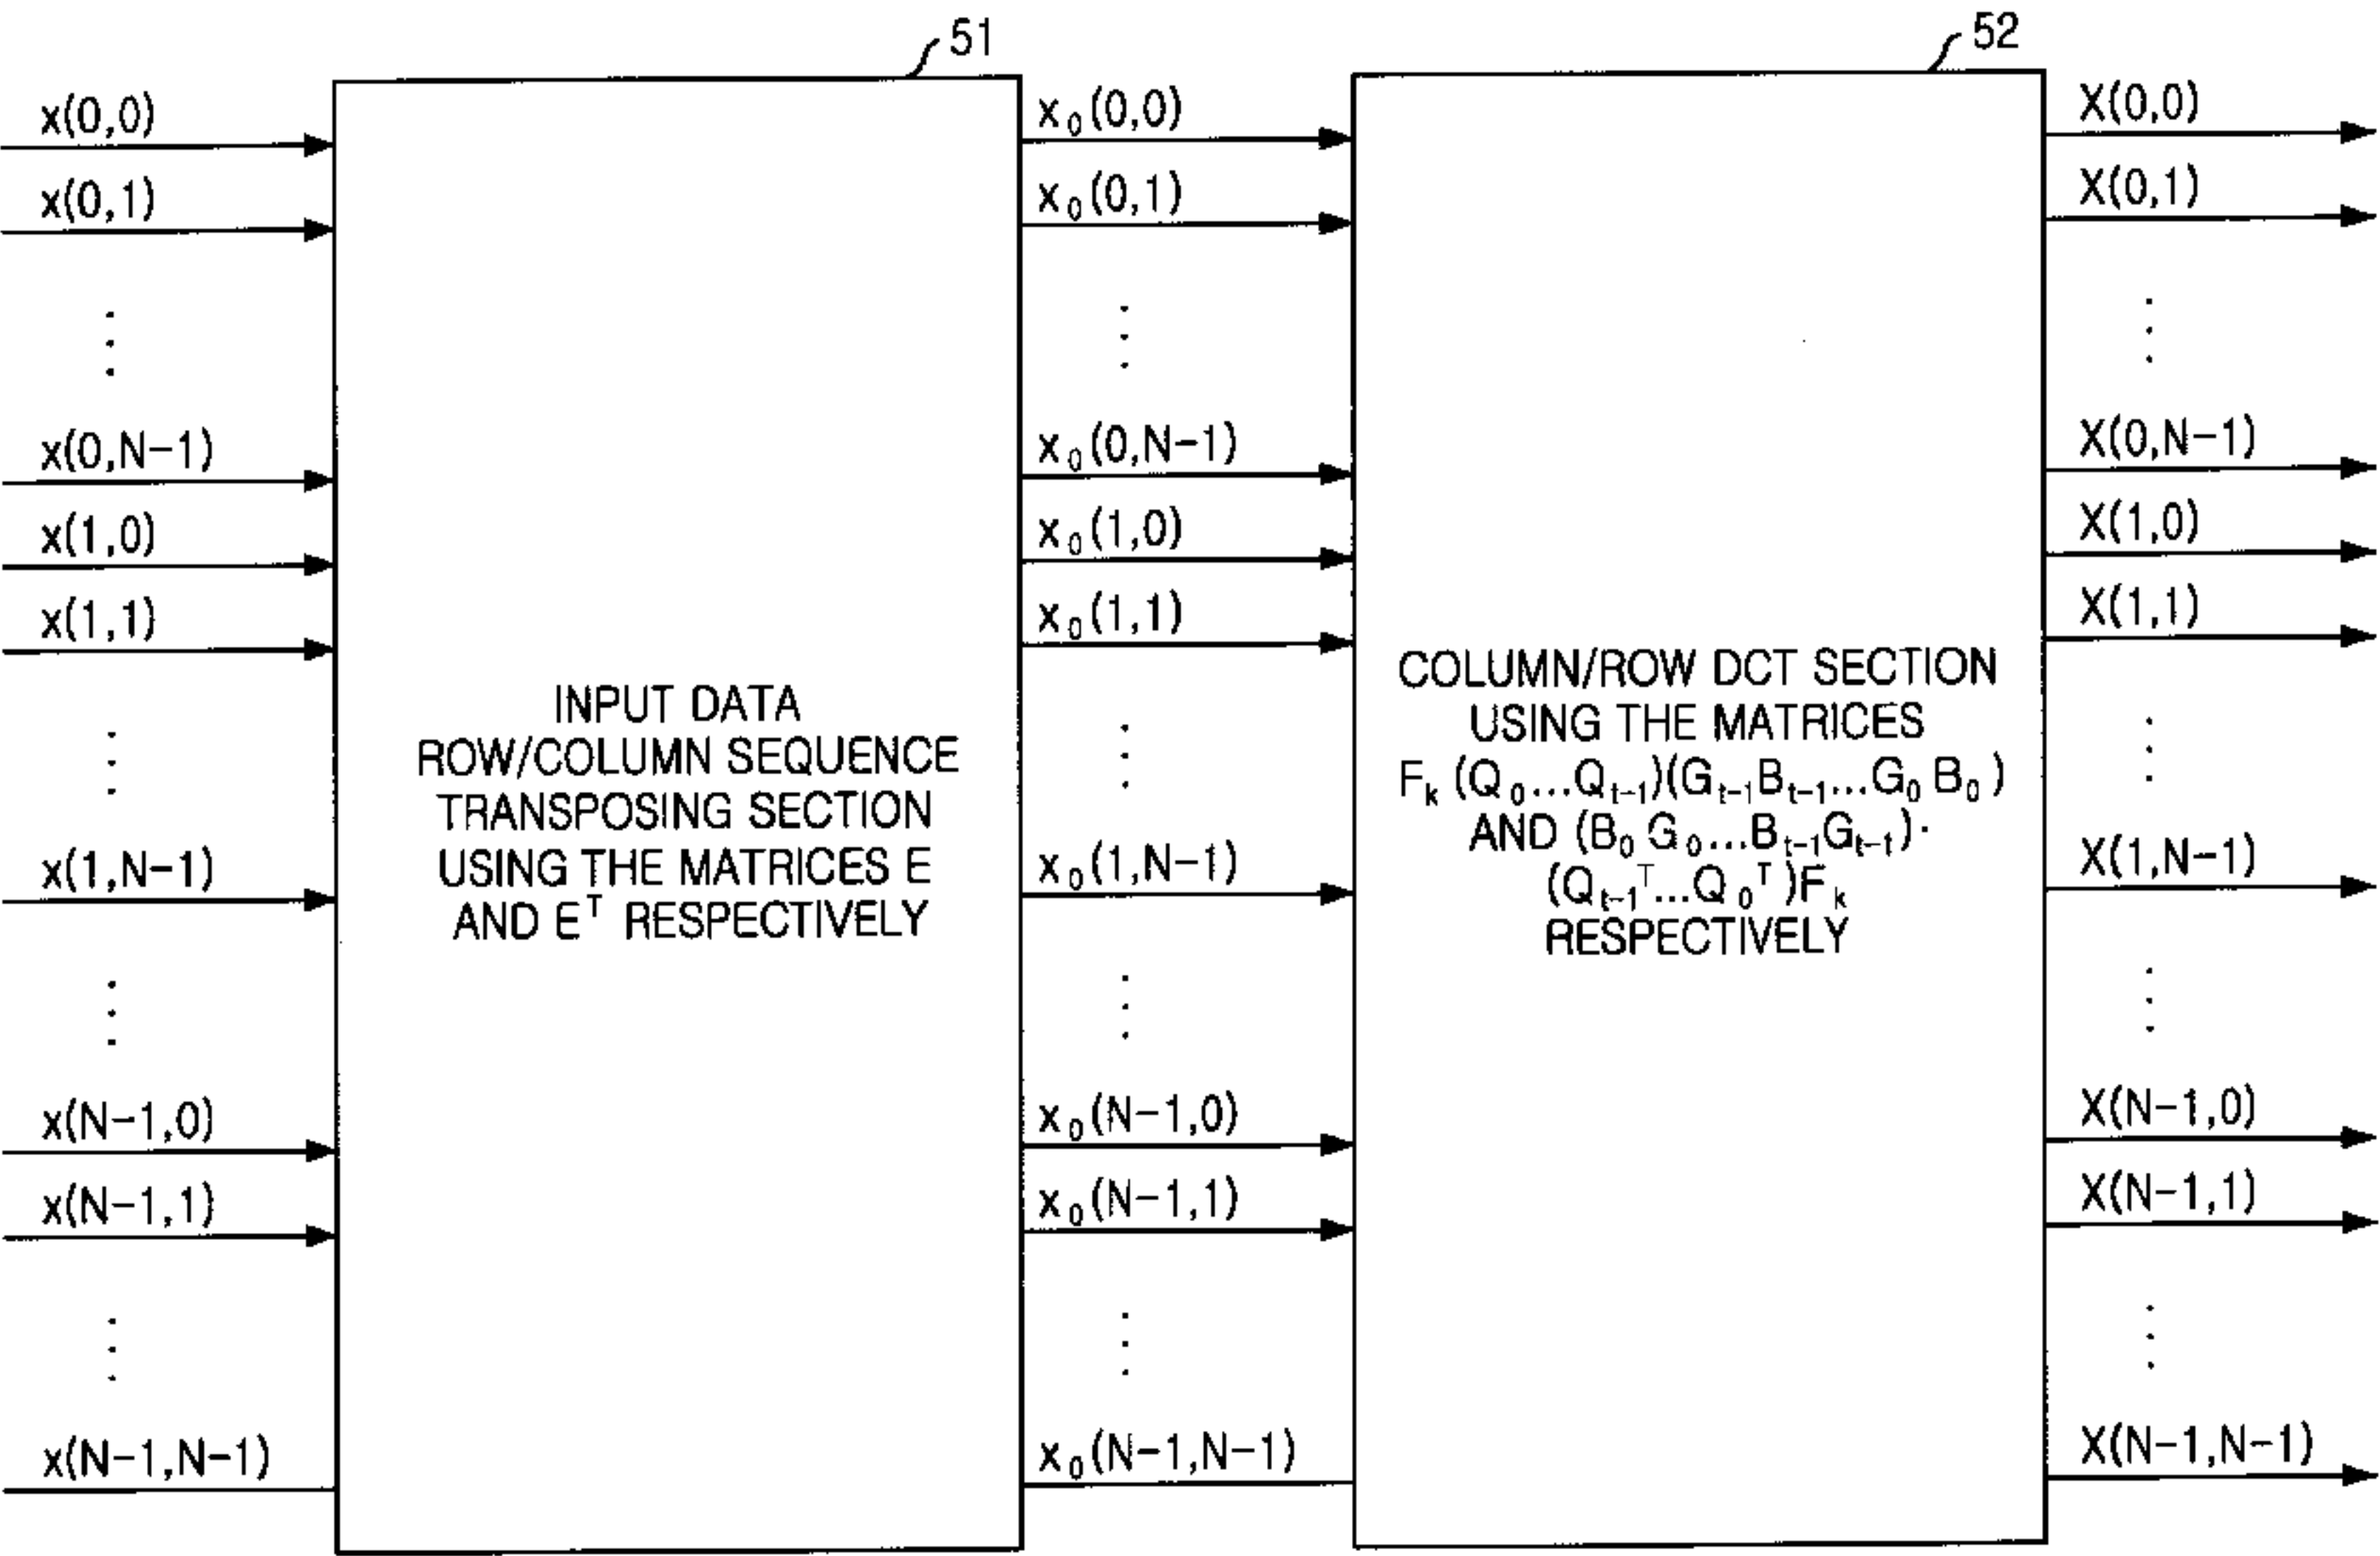 51
52
x(0,0)
x(0,1)
⋮
x(0,N-1)
x(1,0)
x(1,1)
⋮
x(1,N-1)
⋮
x(N-1,0)
x(N-1,1)
⋮
x(N-1,N-1)
INPUT DATA
ROW/COLUMN SEQUENCE
TRANSPOSING SECTION
USING THE MATRICES E
AND Eᵀ RESPECTIVELY
x₀(0,0)
x₀(0,1)
⋮
x₀(0,N-1)
x₀(1,0)
x₀(1,1)
⋮
x₀(1,N-1)
⋮
x₀(N-1,0)
x₀(N-1,1)
⋮
x₀(N-1,N-1)
COLUMN/ROW DCT SECTION
USING THE MATRICES
Fₖ (Q₀...Qₜ₋₁)(Gₜ₋₁Bₜ₋₁...G₀ B₀)
AND (B₀ G₀...Bₜ₋₁Gₜ₋₁)·
(Qₜ₋₁ᵀ...Q₀ᵀ)Fₖ
RESPECTIVELY
X(0,0)
X(0,1)
⋮
X(0,N-1)
X(1,0)
X(1,1)
⋮
X(1,N-1)
⋮
X(N-1,0)
X(N-1,1)
⋮
X(N-1,N-1)